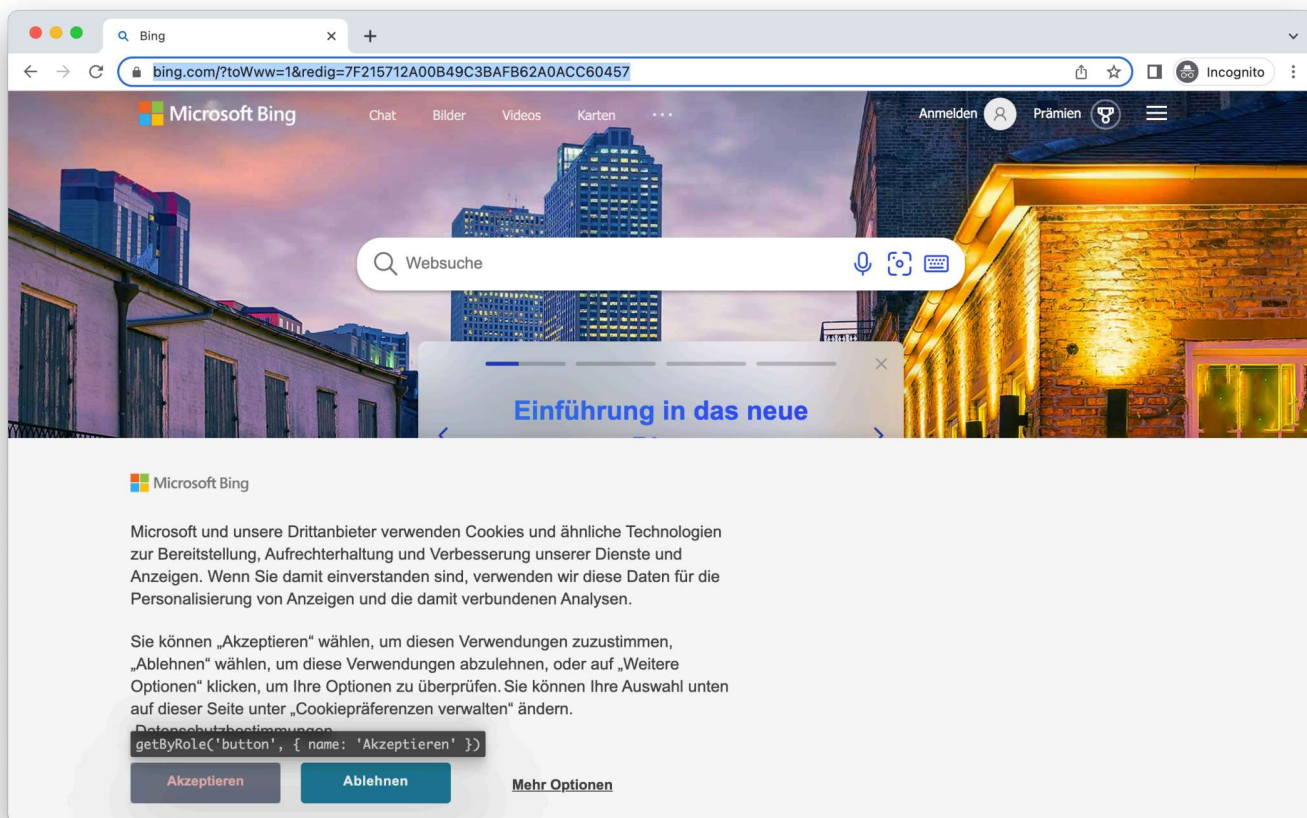 Bing
bing.com/?toWww=1&redig=7F215712A00B49C3BAFB62A0ACC60457
Incognito
Microsoft Bing
Chat Bilder Videos Karten ...
Anmelden Prämien
Websuche
Einführung in das neue
Microsoft Bing
Microsoft und unsere Drittanbieter verwenden Cookies und ähnliche Technologien
zur Bereitstellung, Aufrechterhaltung und Verbesserung unserer Dienste und
Anzeigen. Wenn Sie damit einverstanden sind, verwenden wir diese Daten für die
Personalisierung von Anzeigen und die damit verbundenen Analysen.
Sie können „Akzeptieren“ wählen, um diesen Verwendungen zuzustimmen,
„Ablehnen“ wählen, um diese Verwendungen abzulehnen, oder auf „Weitere
Optionen“ klicken, um Ihre Optionen zu überprüfen. Sie können Ihre Auswahl unten
auf dieser Seite unter „Cookiepräferenzen verwalten“ ändern.
Datenschutzbestimmungen
getByRole('button', { name: 'Akzeptieren' })
Akzeptieren Ablehnen Mehr Optionen